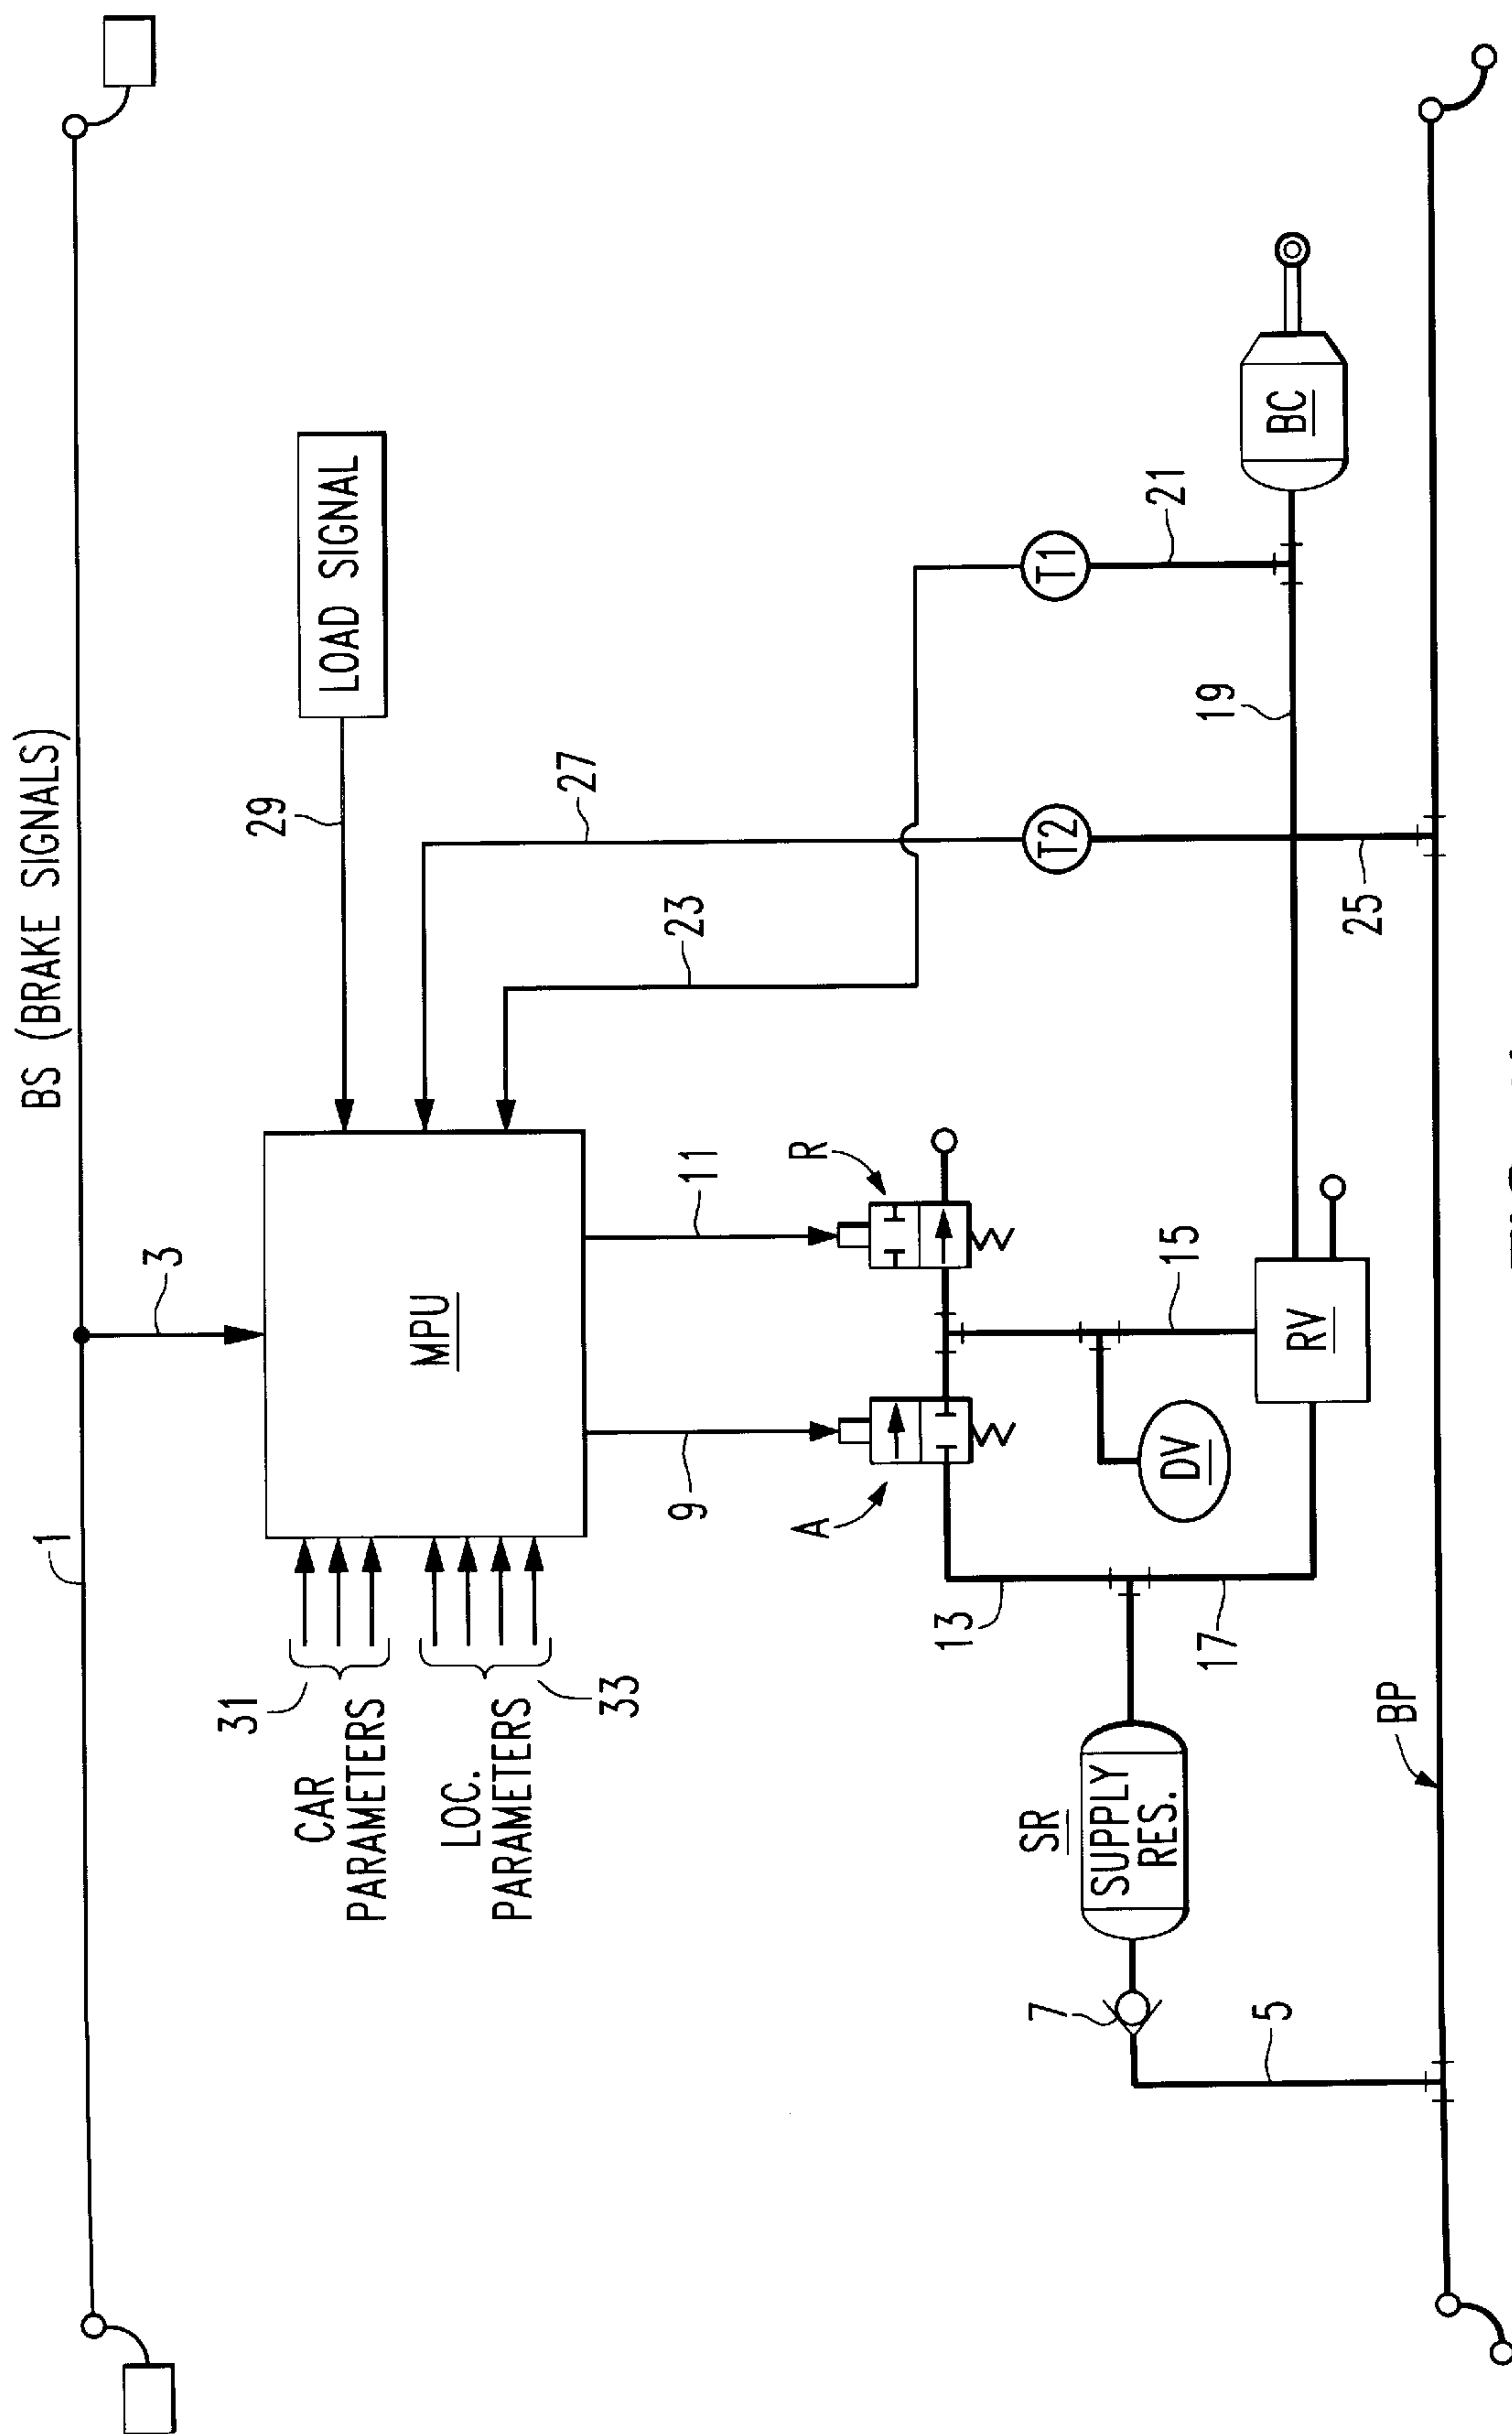 BS (BRAKE SIGNALS)
1
3
29
LOAD SIGNAL
31
CAR
PARAMETERS
LOC.
PARAMETERS
33
MPU
27
23
9
11
A
R
T2
T1
21
13
15
19
SR
SUPPLY
RES.
DV
RV
BC
7
17
5
25
BP